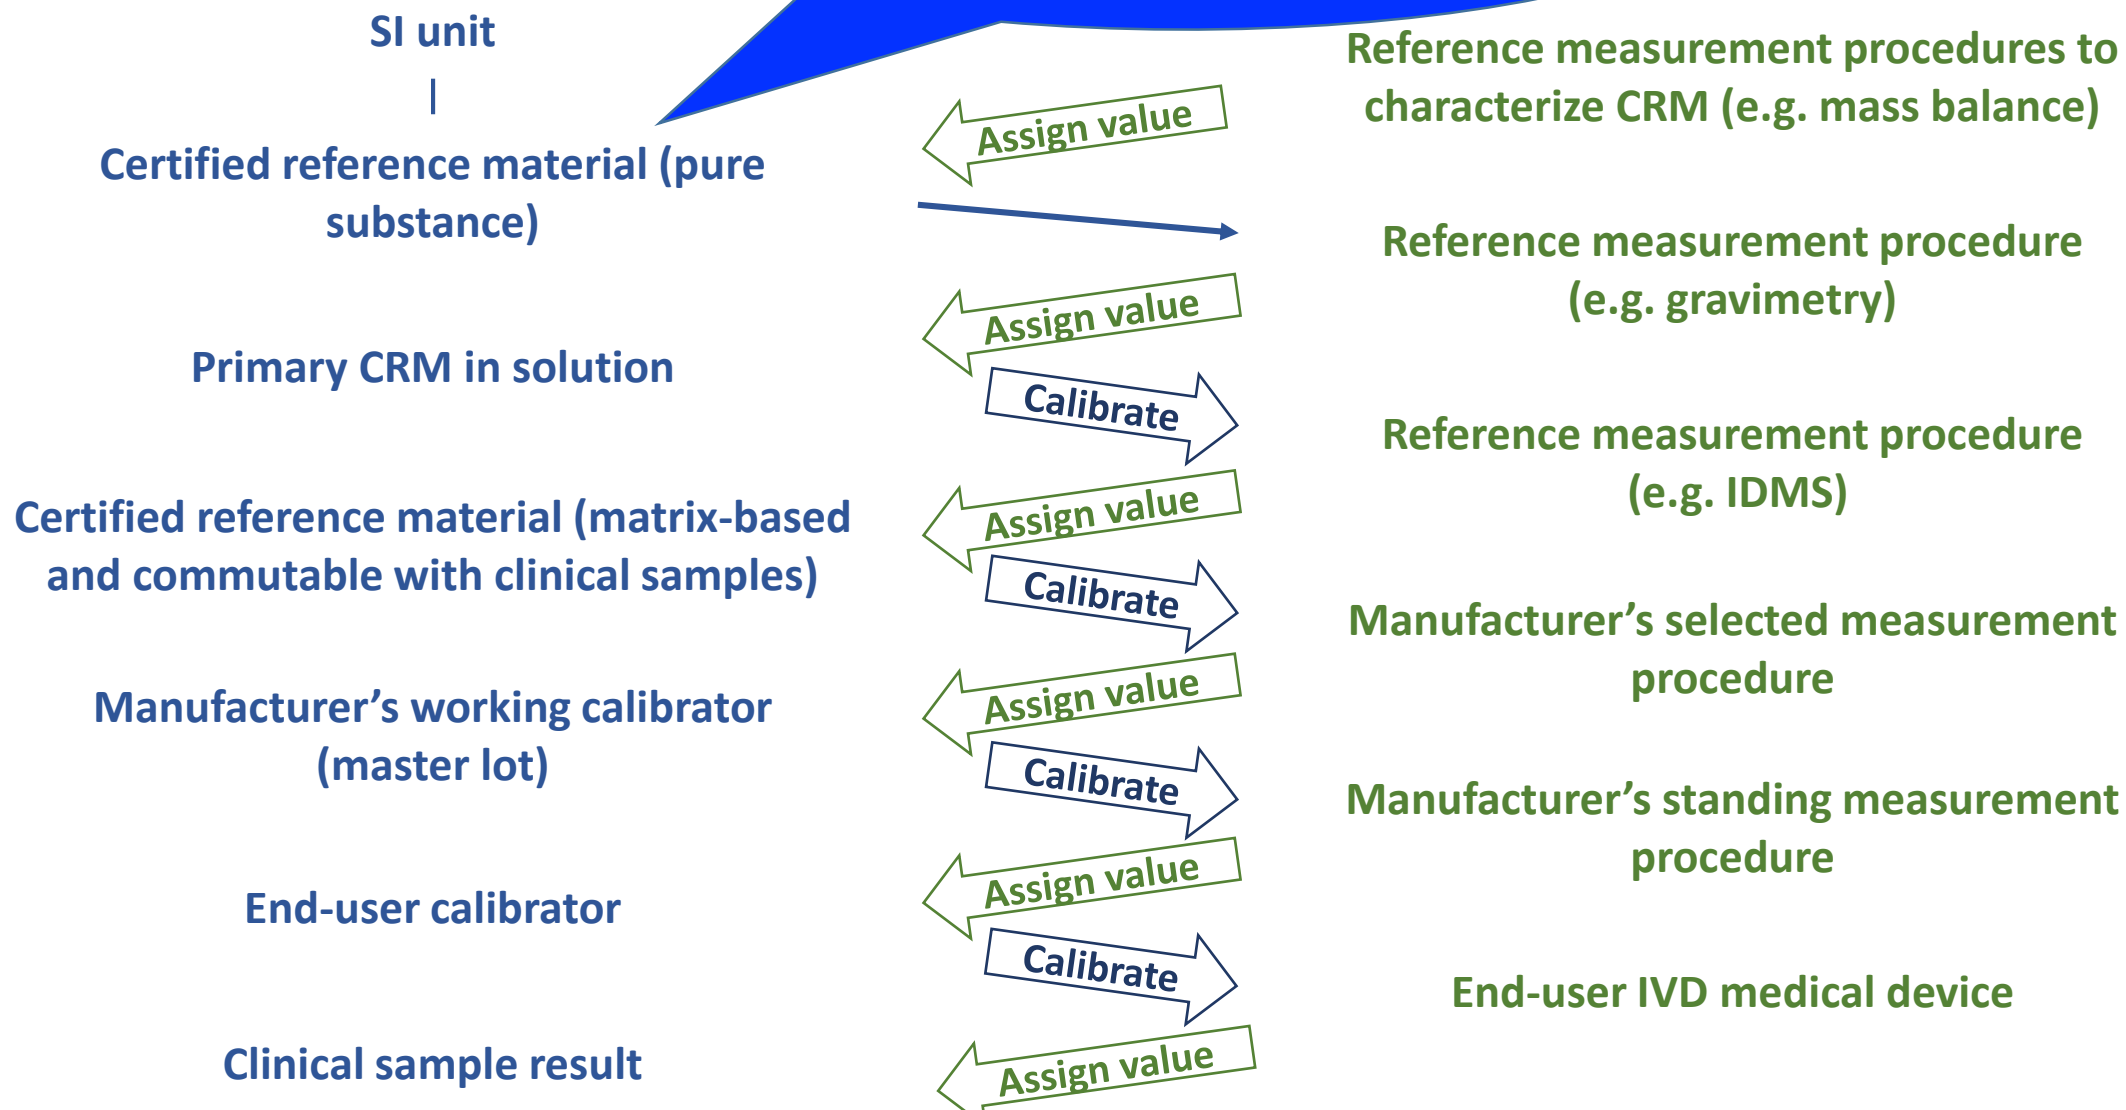 SI unit
Reference measurement procedures to
characterize CRM (e.g. mass balance)
Assign value
Certified reference material (pure
substance)
Reference measurement procedure
(e.g. gravimetry)
Assign value
Primary CRM in solution
Calibrate
Reference measurement procedure
(e.g. IDMS)
Assign value
Certified reference material (matrix-based
and commutable with clinical samples)
Calibrate
Manufacturer’s selected measurement
procedure
Assign value
Manufacturer’s working calibrator
(master lot)
Calibrate
Manufacturer’s standing measurement
procedure
Assign value
End-user calibrator
Calibrate
End-user IVD medical device
Assign value
Clinical sample result